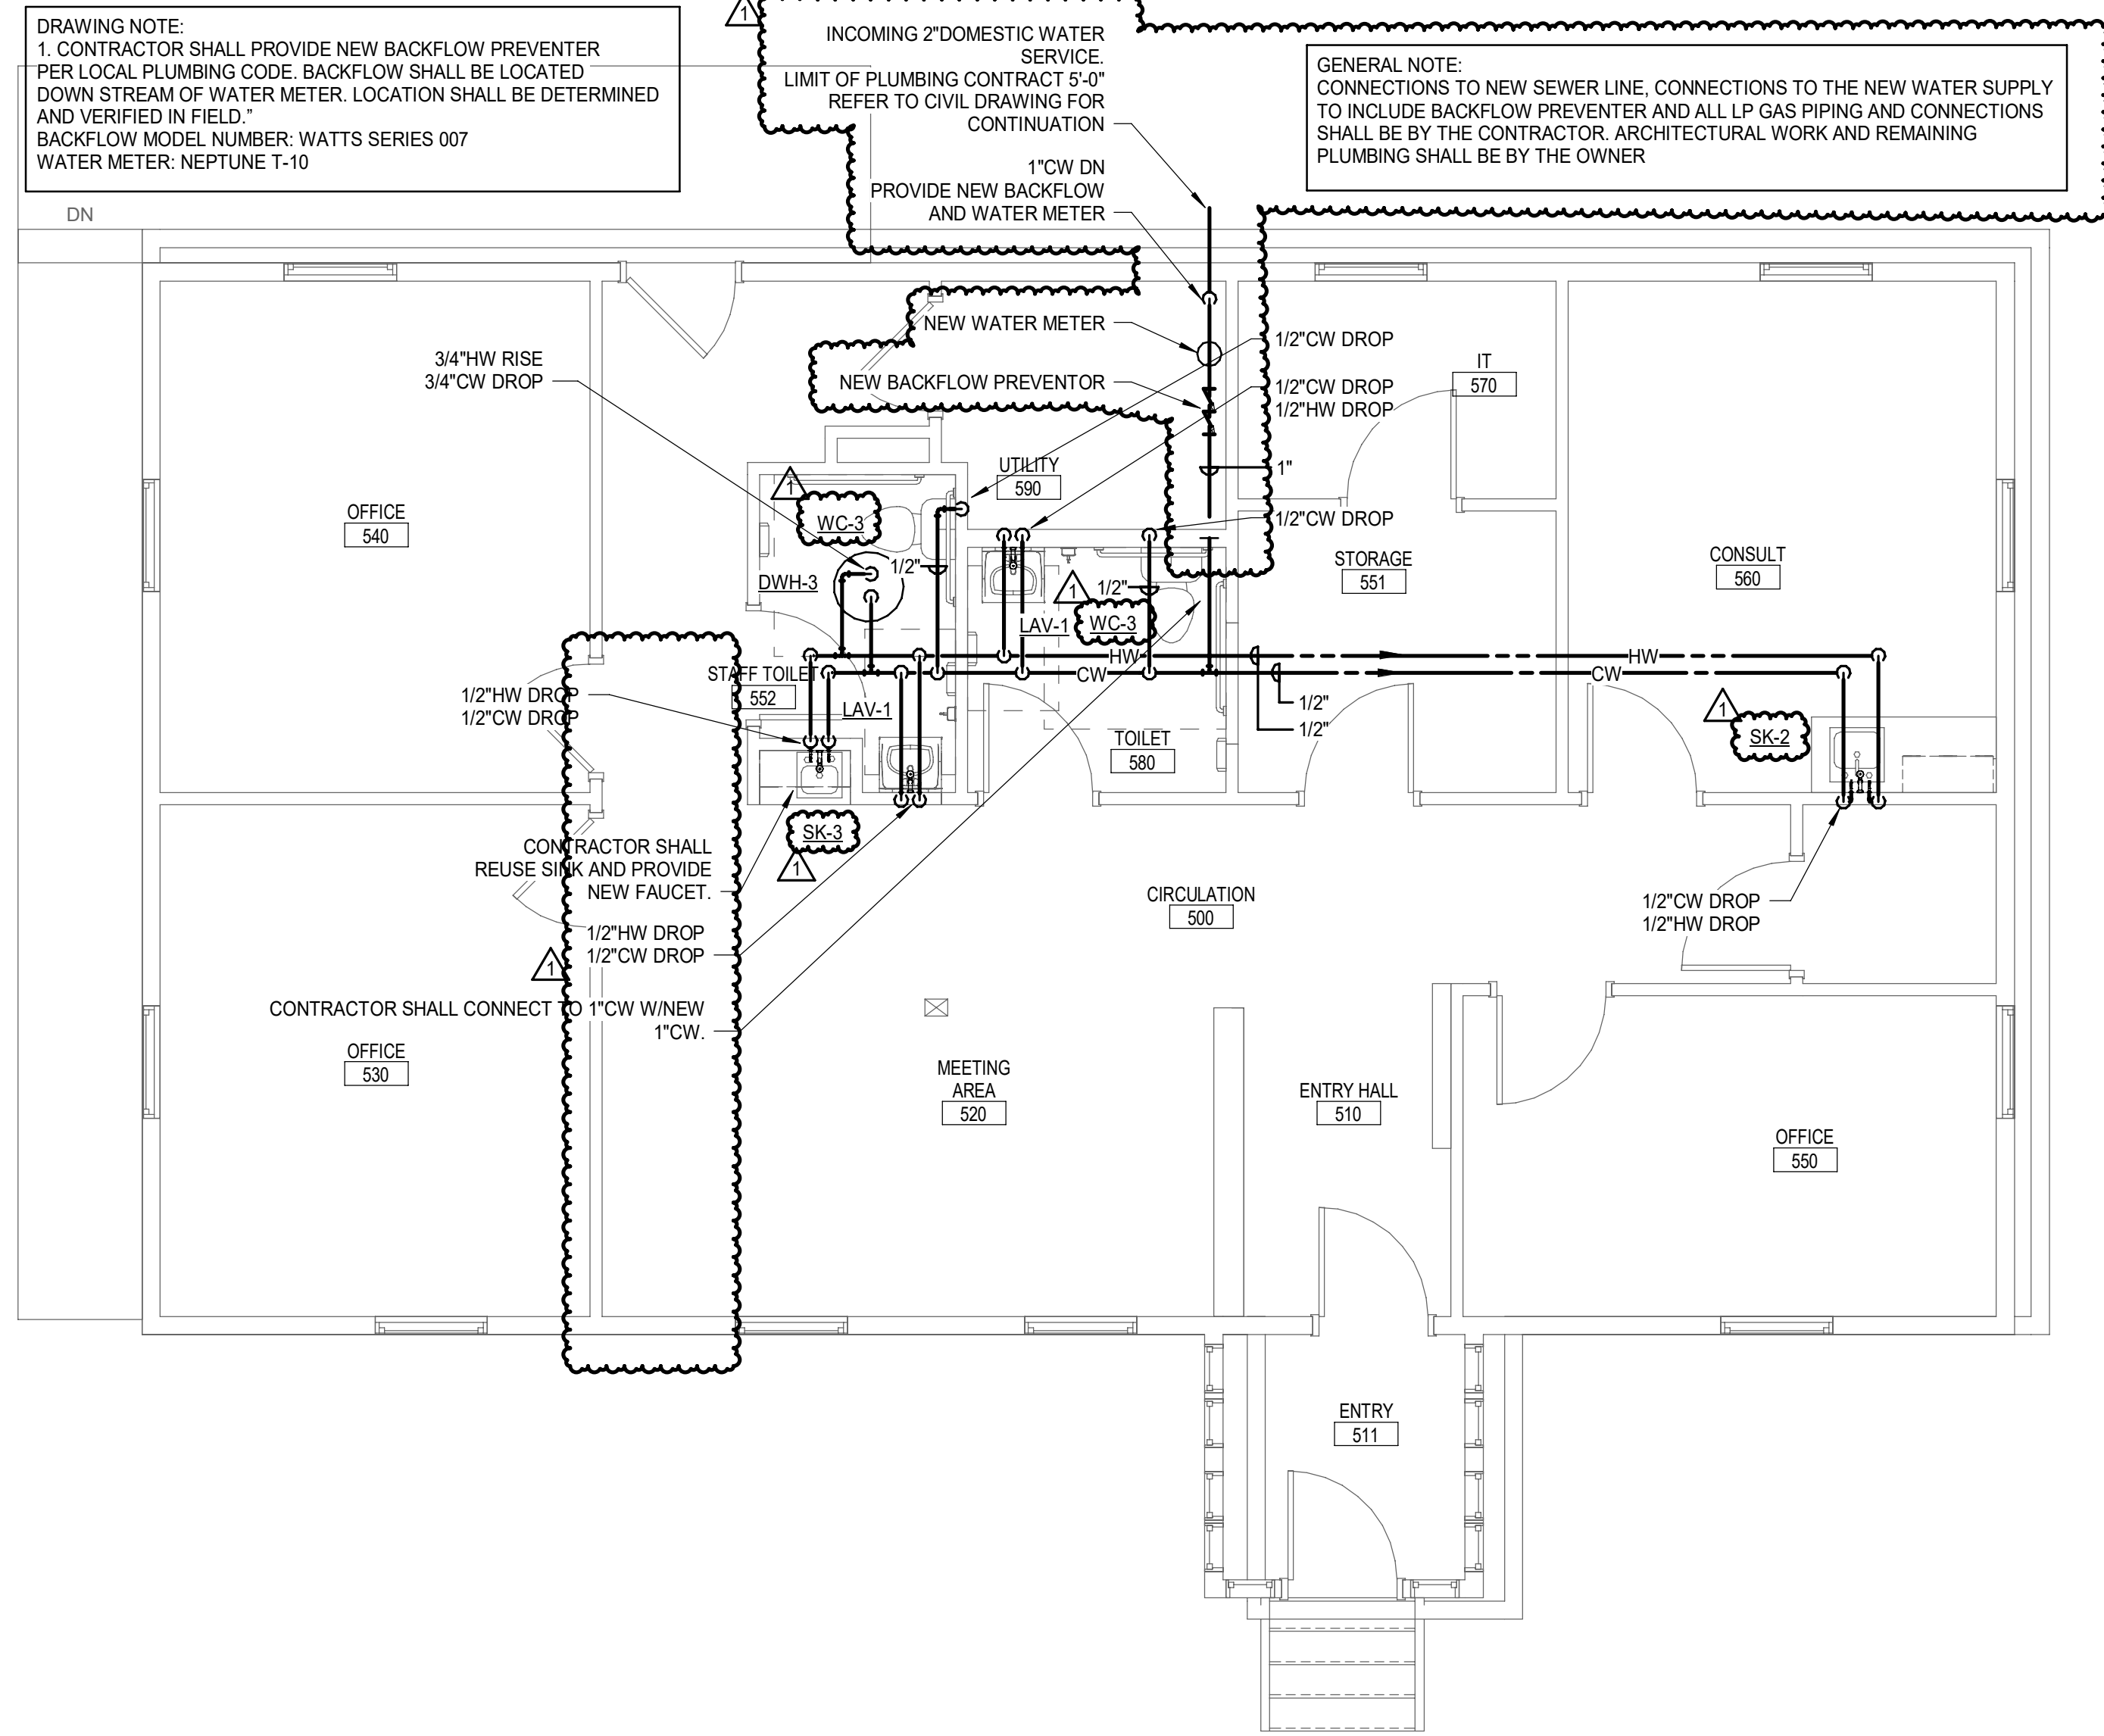 DRAWING NOTE:
1. CONTRACTOR SHALL PROVIDE NEW BACKFLOW PREVENTER
PER LOCAL PLUMBING CODE. BACKFLOW SHALL BE LOCATED
DOWN STREAM OF WATER METER. LOCATION SHALL BE DETERMINED
AND VERIFIED IN FIELD."
BACKFLOW MODEL NUMBER: WATTS SERIES 007
WATER METER: NEPTUNE T-10
1
INCOMING 2"DOMESTIC WATER
SERVICE.
LIMIT OF PLUMBING CONTRACT 5'-0"
REFER TO CIVIL DRAWING FOR
CONTINUATION
1"CW DN
PROVIDE NEW BACKFLOW
AND WATER METER
GENERAL NOTE:
CONNECTIONS TO NEW SEWER LINE, CONNECTIONS TO THE NEW WATER SUPPLY
TO INCLUDE BACKFLOW PREVENTER AND ALL LP GAS PIPING AND CONNECTIONS
SHALL BE BY THE CONTRACTOR. ARCHITECTURAL WORK AND REMAINING
PLUMBING SHALL BE BY THE OWNER
DN
NEW WATER METER
NEW BACKFLOW PREVENTOR
3/4"HW RISE
3/4"CW DROP
1/2"CW DROP
1/2"CW DROP
1/2"HW DROP
IT
570
1"
UTILITY
590
1
WC-3
OFFICE
540
1/2"CW DROP
STORAGE
551
CONSULT
560
1/2"
DWH-3
1
1/2"
LAV-1
WC-3
HW
HW
CW
CW
STAFF TOILET
552
LAV-1
1/2"HW DROP
1/2"CW DROP
1/2"
1/2"
TOILET
580
1
SK-2
SK-3
1
CONTRACTOR SHALL
REUSE SINK AND PROVIDE
NEW FAUCET.
CIRCULATION
500
1/2"CW DROP
1/2"HW DROP
1/2"HW DROP
1/2"CW DROP
1
CONTRACTOR SHALL CONNECT TO 1"CW W/NEW
1"CW.
OFFICE
530
MEETING
AREA
520
ENTRY HALL
510
OFFICE
550
ENTRY
511